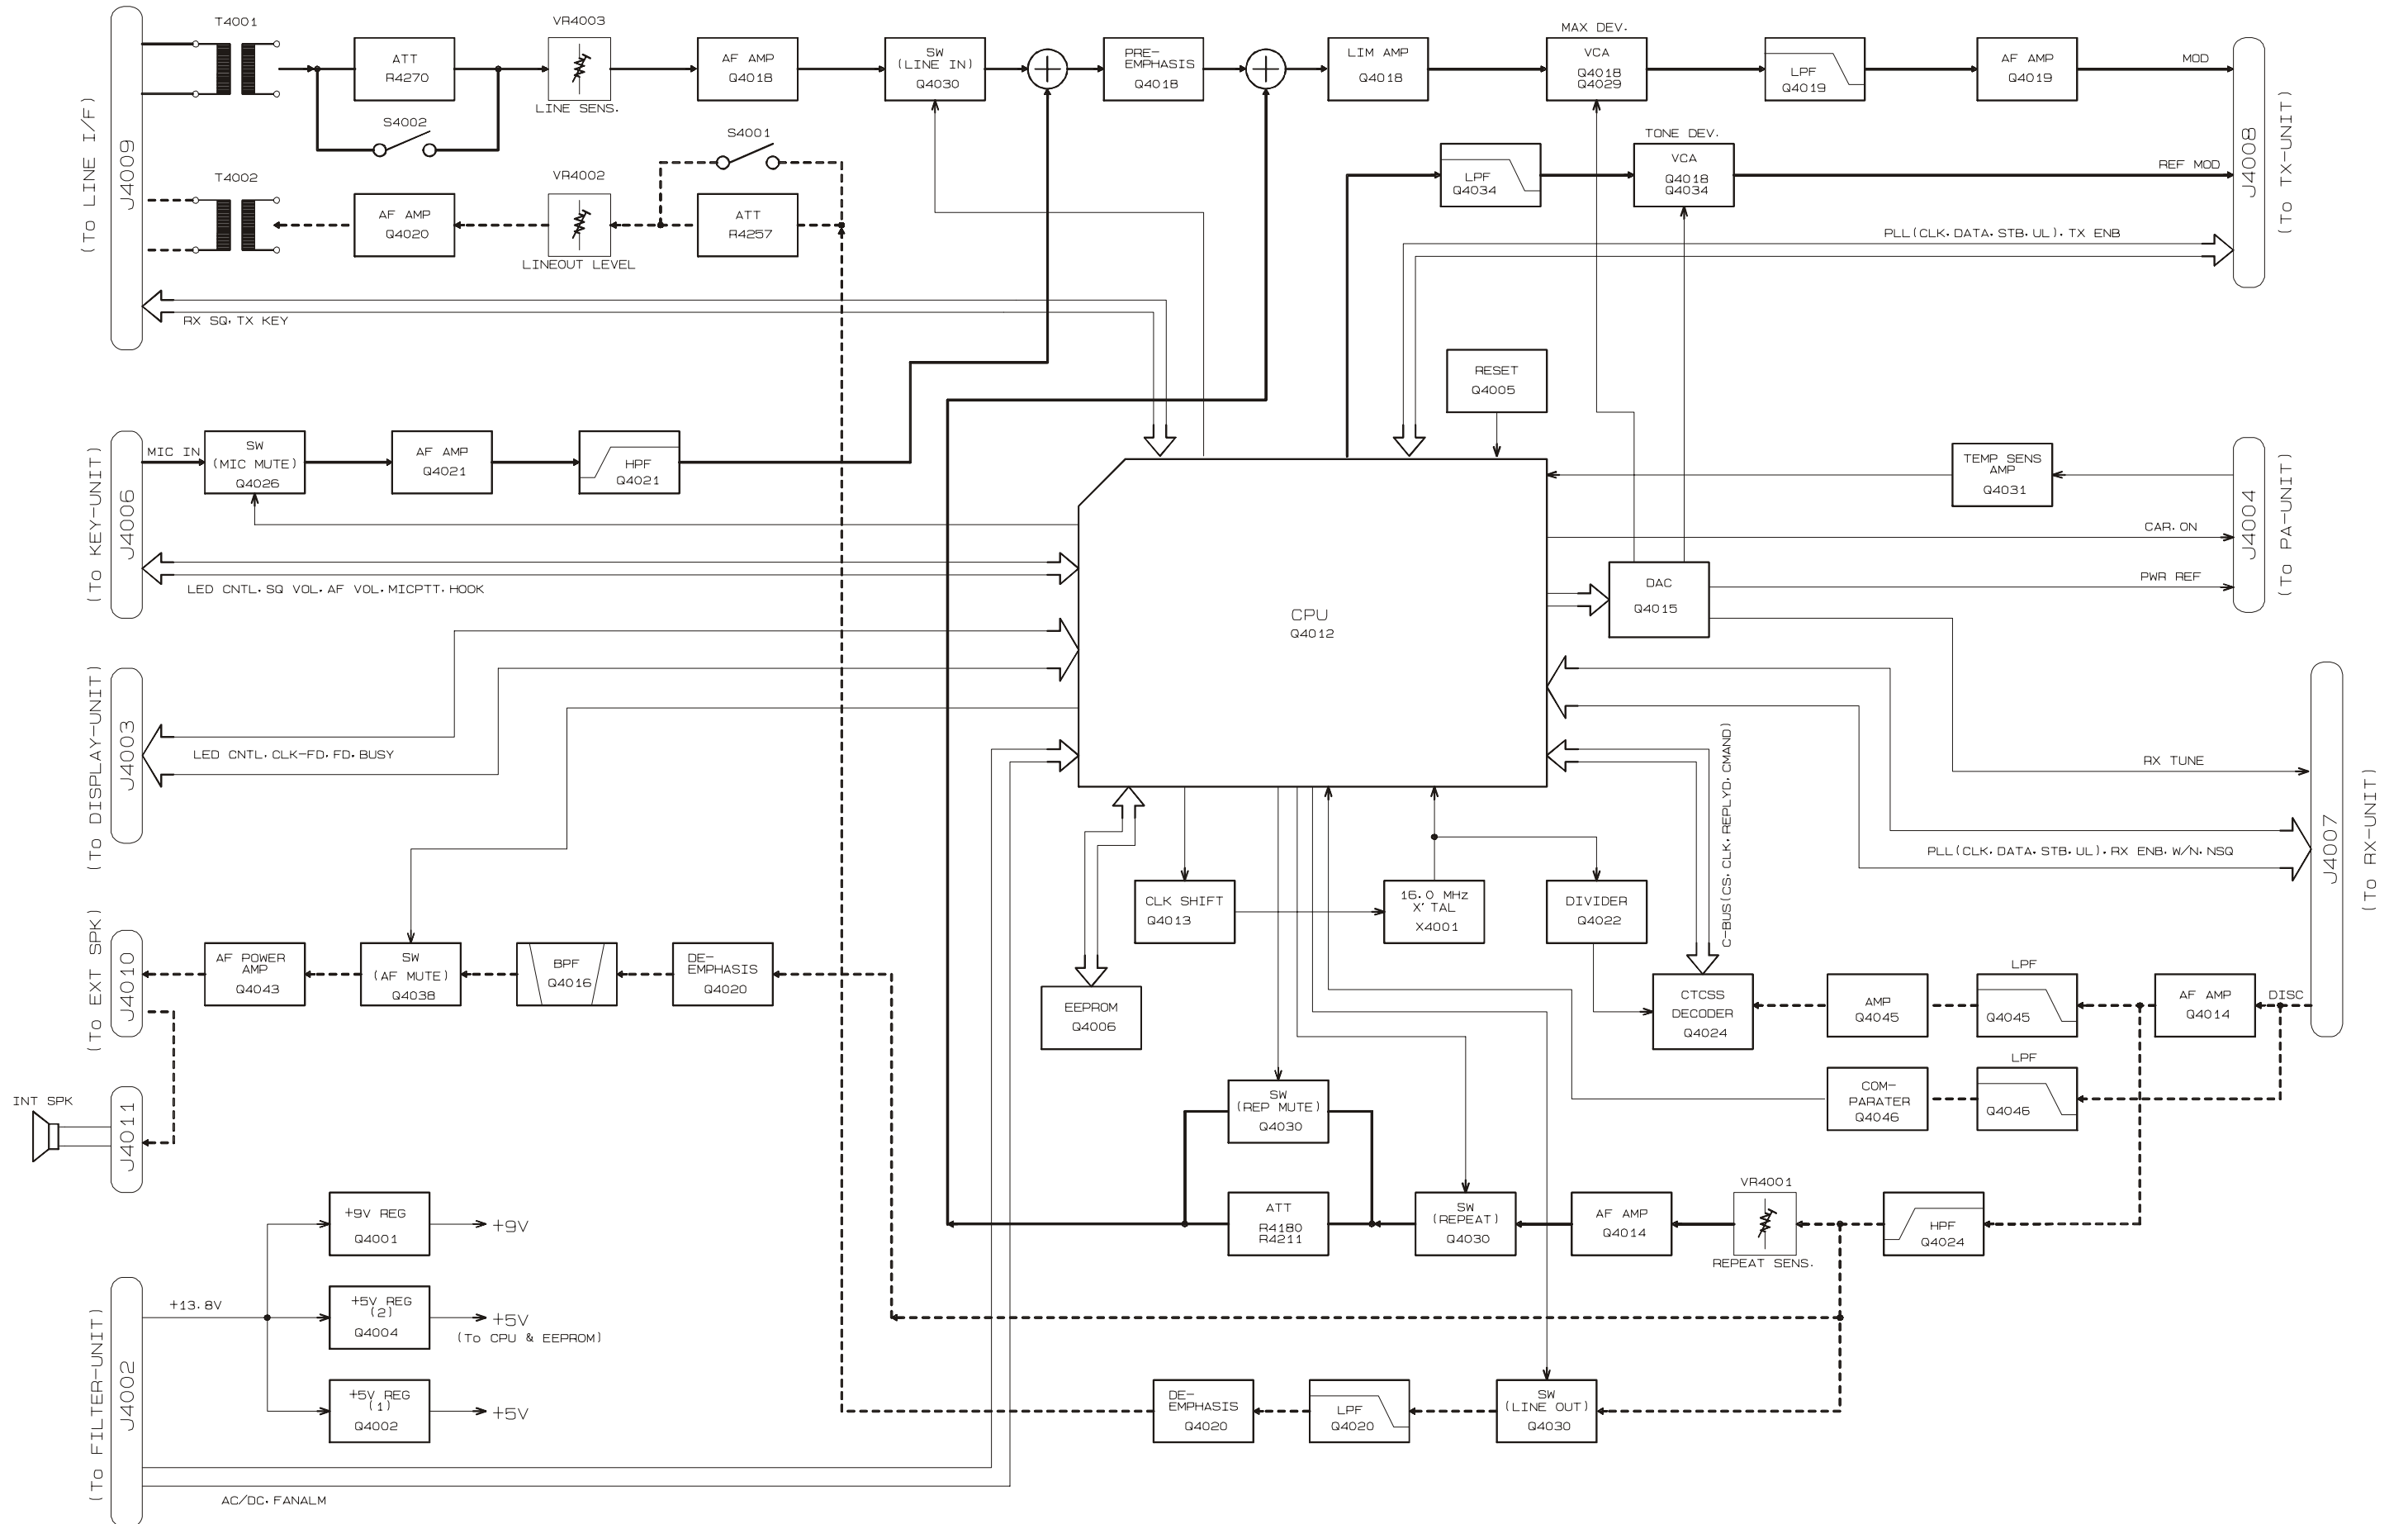 T4001
ATT
R4270
S4002
VR4003
LINE SENS.
AF AMP
Q4018
SW
(LINE IN)
Q4030
PRE-
EMPHASIS
Q4018
LIM AMP
Q4018
MAX DEV.
VCA
Q4018
Q4029
LPF
Q4019
AF AMP
Q4019
MOD
(To LINE I/F)
J4009
T4002
AF AMP
Q4020
VR4002
LINEOUT LEVEL
S4001
ATT
R4257
LPF
Q4034
TONE DEV.
VCA
Q4018
Q4034
REF MOD
J4008
(To TX-UNIT)
PLL(CLK.DATA.STB.UL).TX ENB
RX SQ.TX KEY
RESET
Q4005
(To KEY-UNIT)
J4006
MIC IN
SW
(MIC MUTE)
Q4026
AF AMP
Q4021
HPF
Q4021
LED CNTL.SQ VOL.AF VOL.MICPTT.HOOK
CPU
Q4012
TEMP SENS
AMP
Q4031
CAR.ON
DAC
Q4015
PWR REF
J4004
(To PA-UNIT)
(To DISPLAY-UNIT)
J4003
LED CNTL.CLK-FD.FD.BUSY
C-BUS(CS.CLK.REPLYD.CMAND)
RX TUNE
PLL(CLK.DATA.STB.UL).RX ENB.W/N.NSQ
J4007
(To RX-UNIT)
CLK SHIFT
Q4013
16.0 MHz
X'TAL
X4001
DIVIDER
Q4022
(To EXT SPK)
J4010
AF POWER
AMP
Q4043
SW
(AF MUTE)
Q4038
BPF
Q4016
DE-
EMPHASIS
Q4020
EEPROM
Q4006
CTCSS
DECODER
Q4024
AMP
Q4045
LPF
Q4045
AF AMP
Q4014
DISC
COM-
PARATER
Q4046
LPF
Q4046
INT SPK
J4011
SW
(REP MUTE)
Q4030
ATT
R4180
R4211
SW
(REPEAT)
Q4030
AF AMP
Q4014
VR4001
REPEAT SENS.
HPF
Q4024
+9V REG
Q4001
+9V
(To FILTER-UNIT)
J4002
+13.8V
+5V REG
(2)
Q4004
+5V
(To CPU & EEPROM)
+5V REG
(1)
Q4002
+5V
DE-
EMPHASIS
Q4020
LPF
Q4020
SW
(LINE OUT)
Q4030
AC/DC.FANALM